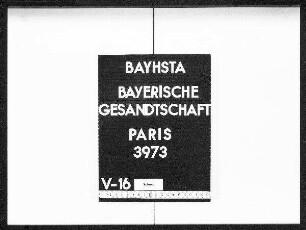 BAYHSTA
BAYERISCHE
GESANDTSCHAFT
PARIS
3973
V-16